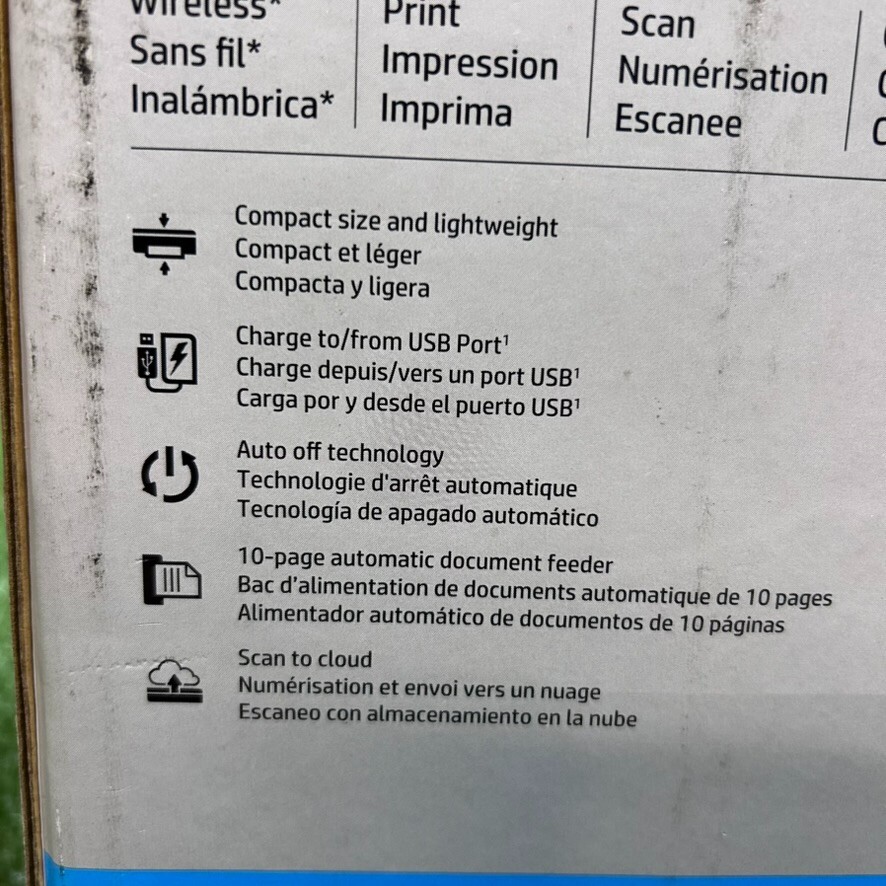 Wireless*
Sans fil*
Inalámbrica*
Print
Impression
Imprima
Scan
Numérisation
Escanee
Compact size and lightweight
Compact et léger
Compacta y ligera
Charge to/from USB Port¹
Charge depuis/vers un port USB¹
Carga por y desde el puerto USB¹
Auto off technology
Technologie d'arrêt automatique
Tecnología de apagado automático
10-page automatic document feeder
Bac d'alimentation de documents automatique de 10 pages
Alimentador automático de documentos de 10 páginas
Scan to cloud
Numérisation et envoi vers un nuage
Escaneo con almacenamiento en la nube